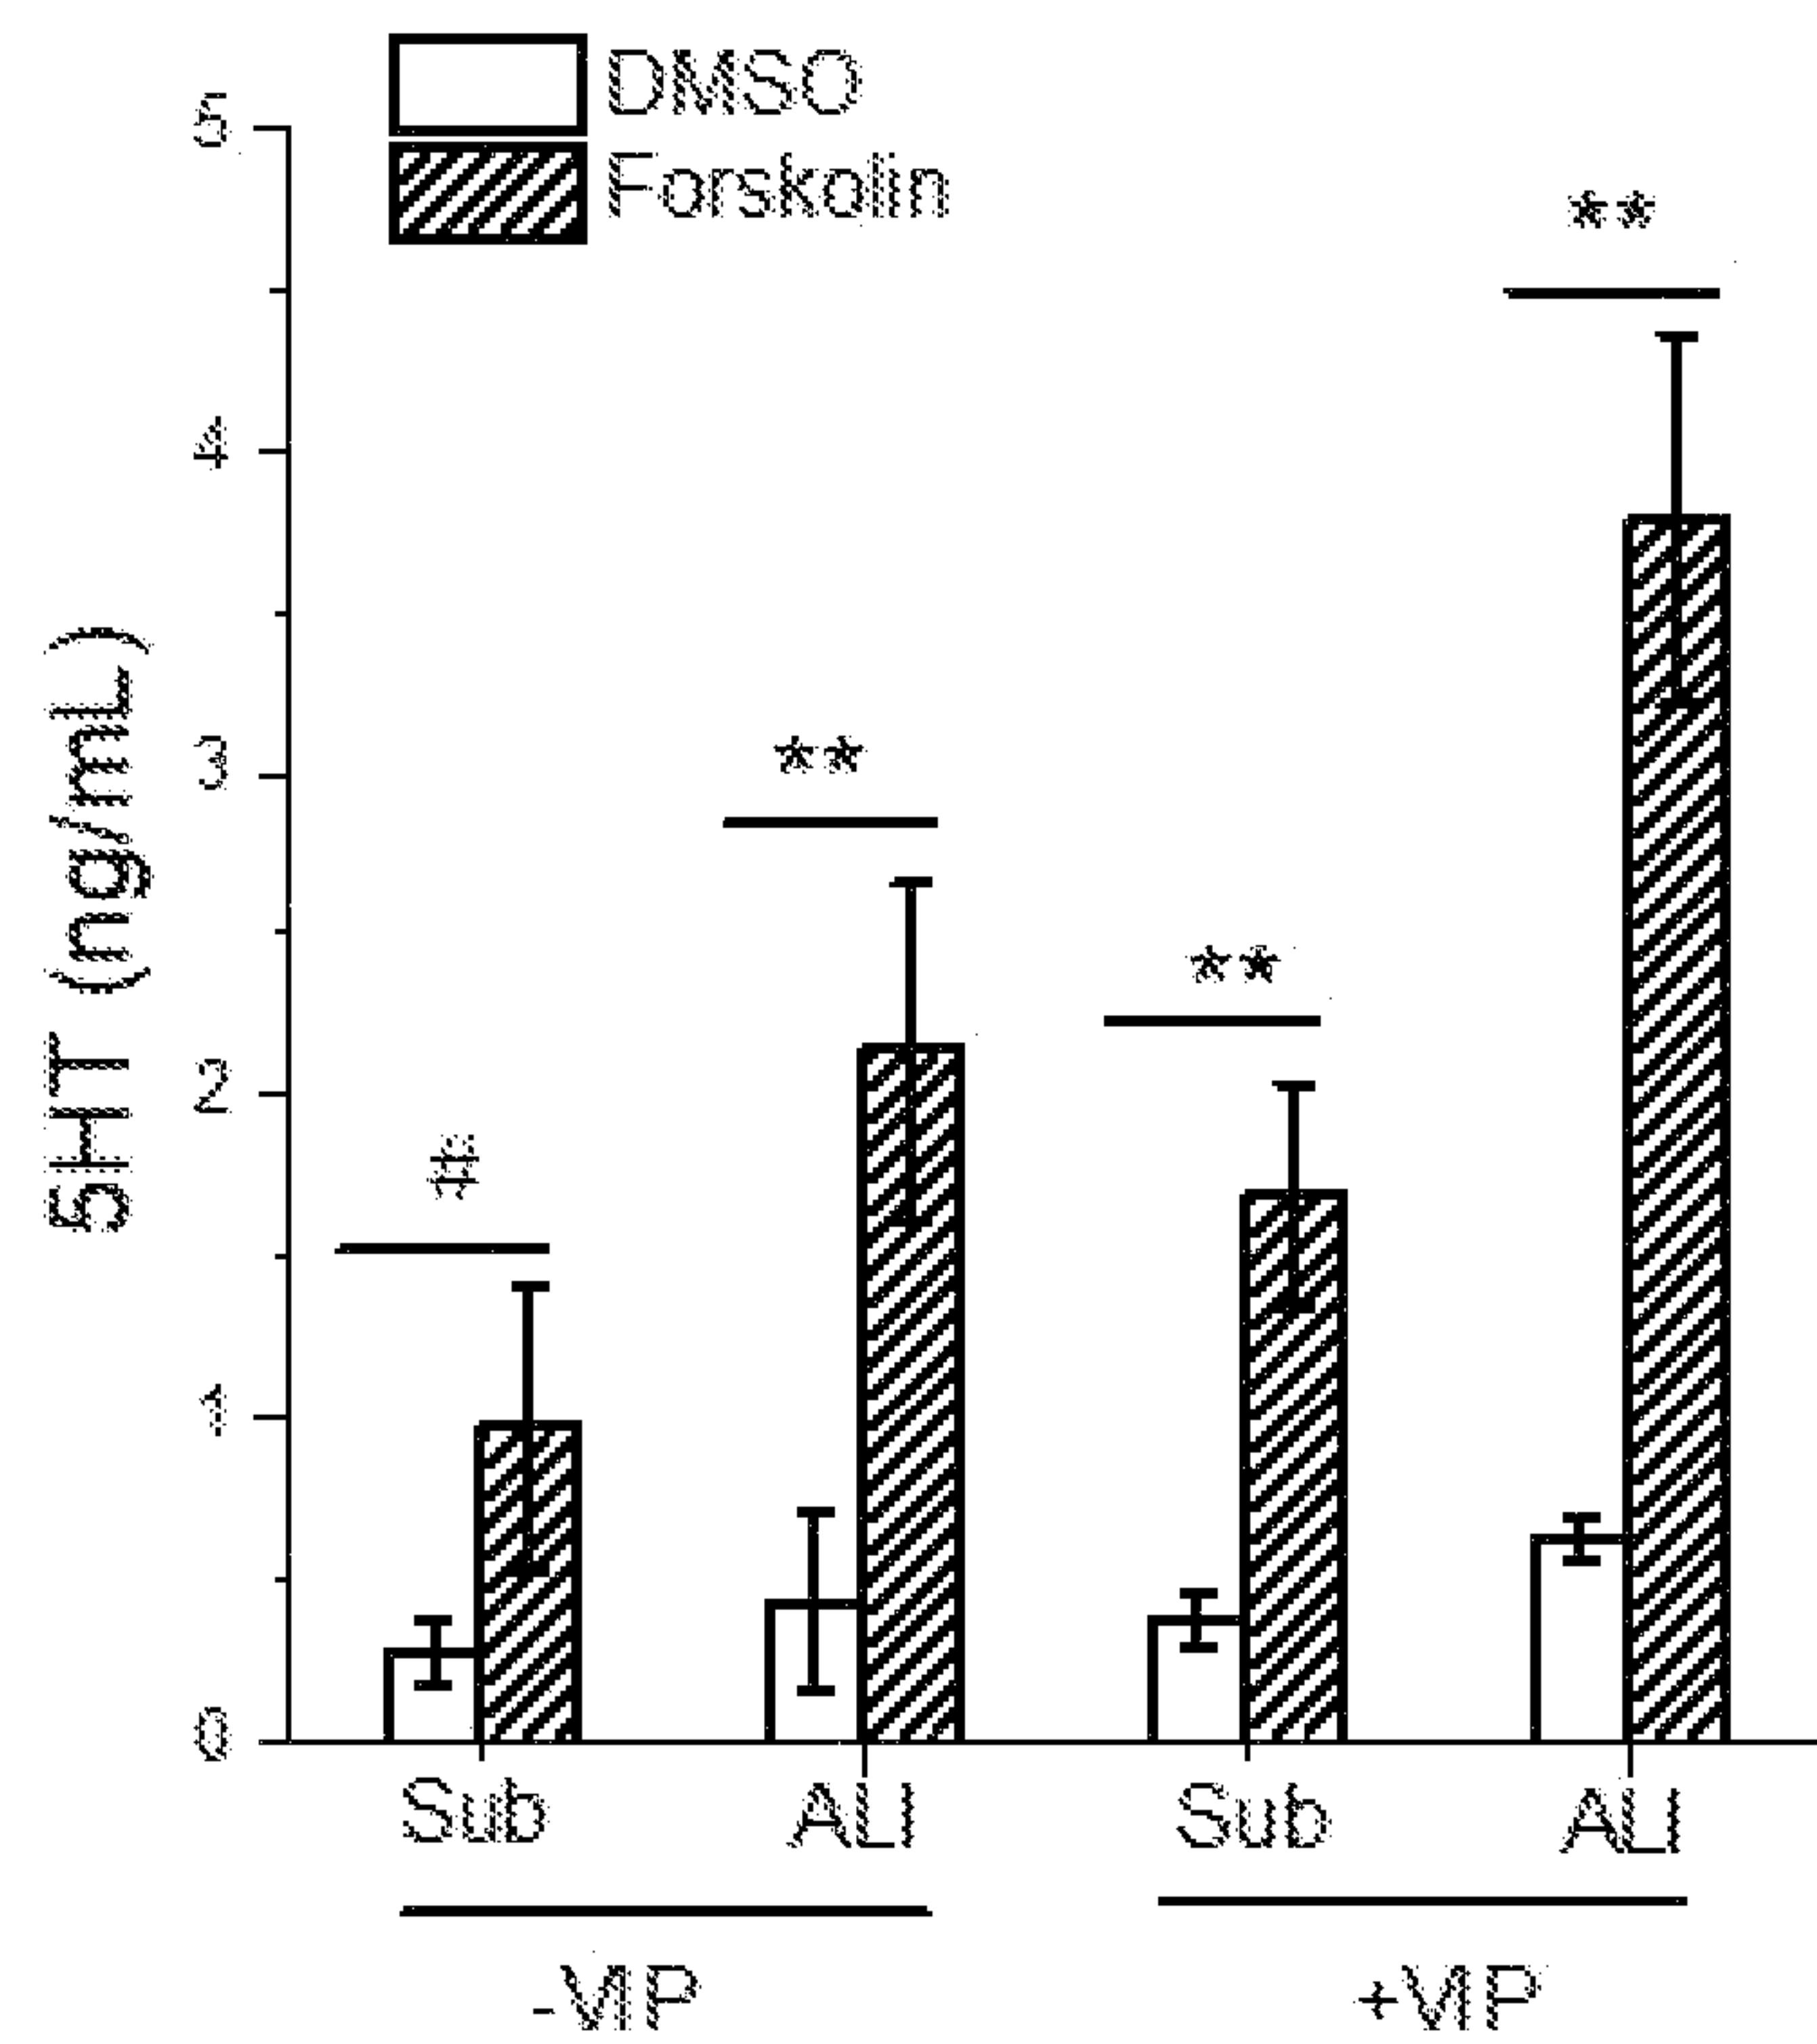 DMSO
Forskolin
5HT (ng/mL)
5
4
3
2
1
0
#
**
**
**
Sub ALI Sub ALI
-VIP +VIP